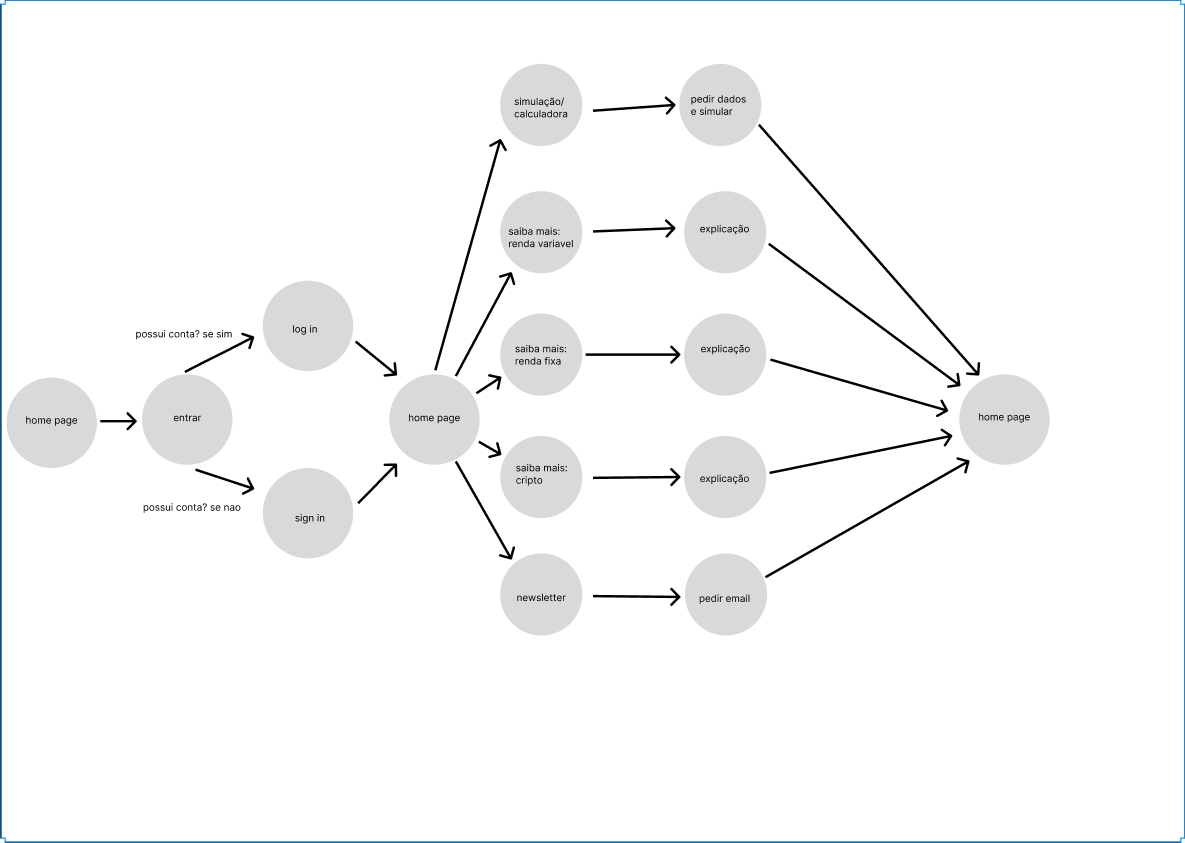 home page
entrar
possui conta? se sim
possui conta? se nao
log in
sign in
home page
simulação/
calculadora
pedir dados
e simular
saiba mais:
renda variavel
explicação
saiba mais:
renda fixa
explicação
saiba mais:
cripto
explicação
newsletter
pedir email
home page